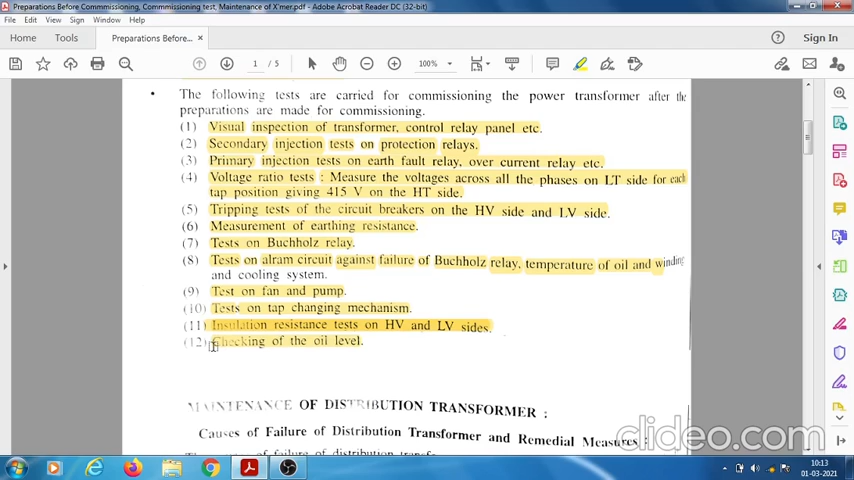 Preparations Before Commmissioning, Commmissioning test, Maintenance of X'mer.pdf - Adobe Acrobat Reader DC (32-bit)
File Edit View Sign Window Help
Home Tools Preparations Before... × Sign In
1 / 5 100%
• The following tests are carried for commissioning the power transformer after the
preparations are made for commissioning.
(1) Visual inspection of transformer, control relay panel etc.
(2) Secondary injection tests on protection relays.
(3) Primary injection tests on earth fault relay, over current relay etc.
(4) Voltage ratio tests : Measure the voltages across all the phases on LT side for each
tap position giving 415 V on the HT side.
(5) Tripping tests of the circuit breakers on the HV side and LV side.
(6) Measurement of earthing resistance.
(7) Tests on Buchholz relay.
(8) Tests on alram circuit against failure of Buchholz relay, temperature of oil and winding
and cooling system.
(9) Test on fan and pump.
(10) Tests on tap changing mechanism.
(11) Insulation resistance tests on HV and LV sides.
(12) Checking of the oil level.
MAINTENANCE OF DISTRIBUTION TRANSFORMER :
Causes of Failure of Distribution Transformer and Remedial Measures :
clideo.com
10:13
01-03-2021